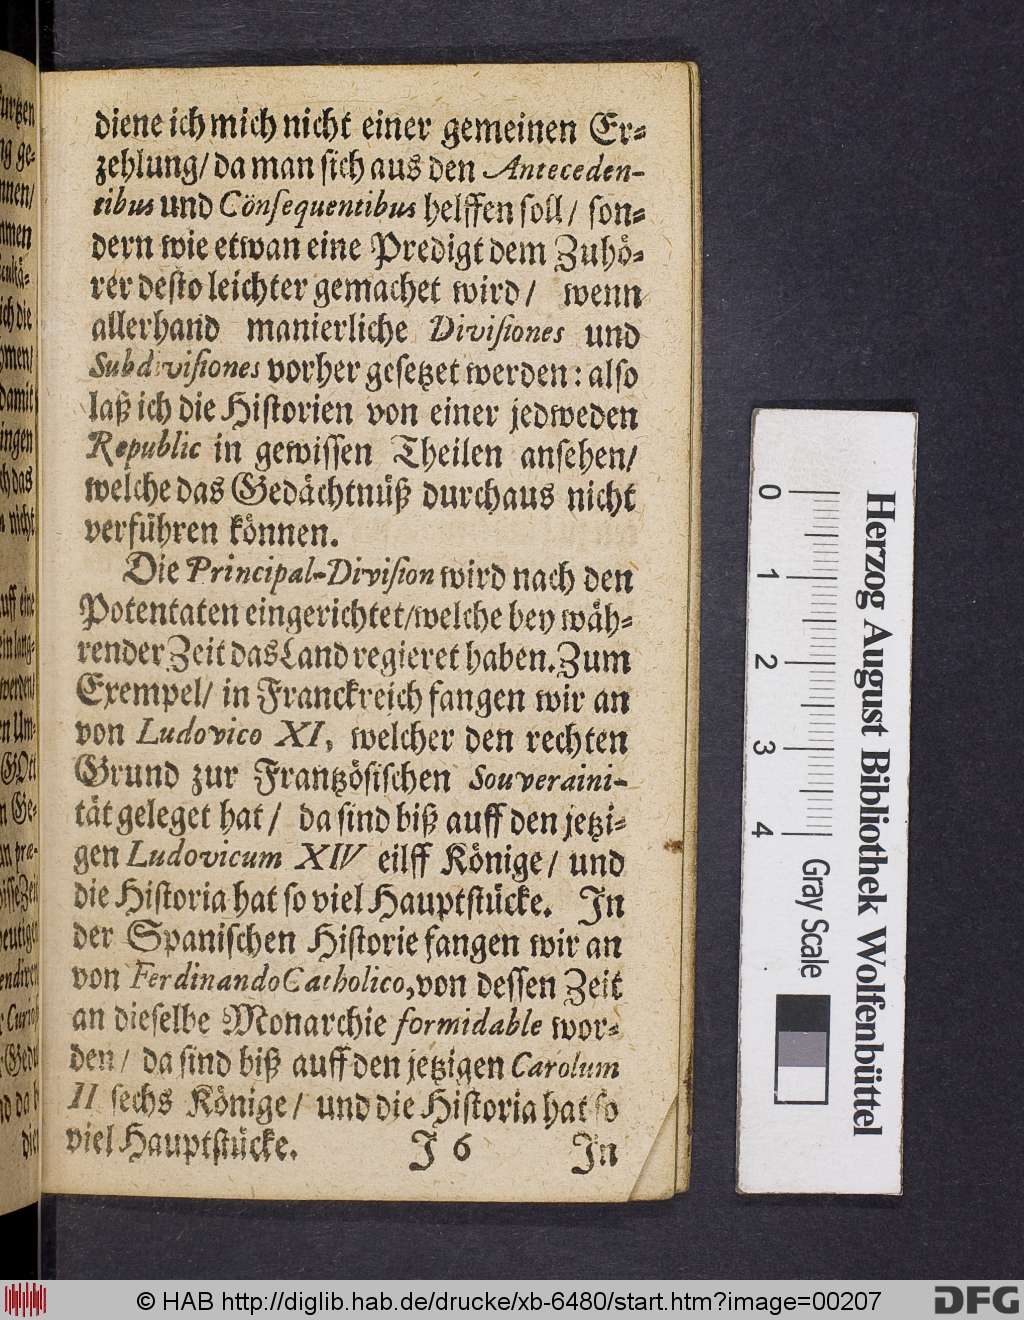 diene ich mich nicht einer gemeinen Er-
zehlung/ da man sich aus den Anteceden-
tibus und Cönsequentibus helffen soll/ son-
dern wie etwan eine Predigt dem Zuhö-
rer desto leichter gemachet wird/ wenn
allerhand manierliche Divisiones und
Subdivisiones vorher gesetzet werden: also
laß ich die Historien von einer jedweden
Republic in gewissen Theilen ansehen/
welche das Gedächtnüß durchaus nicht
verführen können.
Die Principal-Division wird nach den
Potentaten eingerichtet/welche bey wäh-
render Zeit das Land regieret haben. Zum
Exempel/ in Franckreich fangen wir an
von Ludovico XI, welcher den rechten
Grund zur Frantzösischen Souveraini-
tät geleget hat/ da sind biß auff den jetzi-
gen Ludovicum XIV eilff Könige/ und
die Historia hat so viel Hauptstücke. In
der Spanischen Historie fangen wir an
von Ferdinando Catholico, von dessen Zeit
an dieselbe Monarchie formidable wor-
den/ da sind biß auff den jetzigen Carolum
II sechs Könige/ und die Historia hat so
viel Hauptstücke. J 6 In
0 1 2 3 4 Gray Scale
Herzog August Bibliothek Wolfenbüttel
© HAB http://diglib.hab.de/drucke/xb-6480/start.htm?image=00207 DFG